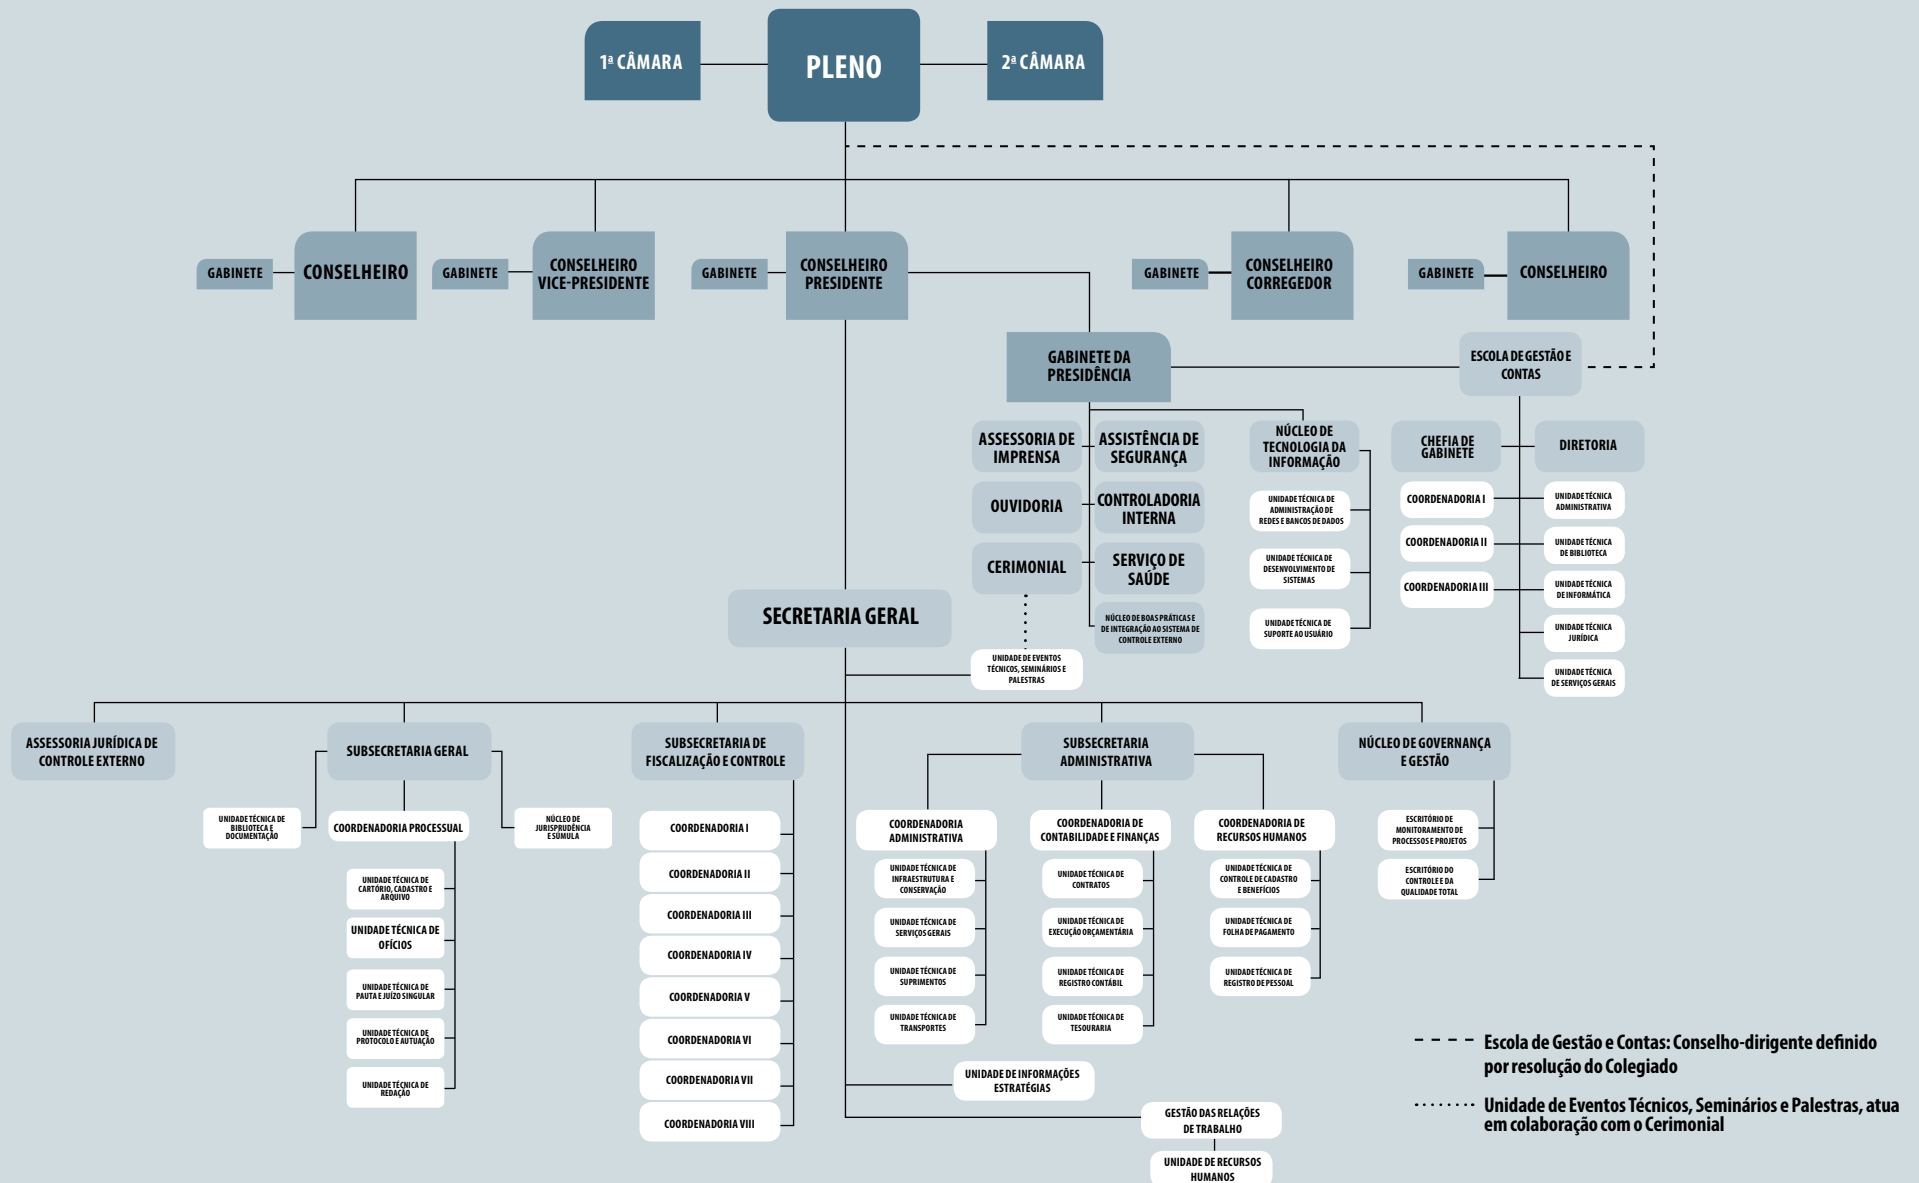 1ª CÂMARA
PLENO
2ª CÂMARA
GABINETE
CONSELHEIRO
GABINETE
CONSELHEIRO
VICE-PRESIDENTE
GABINETE
CONSELHEIRO
PRESIDENTE
GABINETE
CONSELHEIRO
CORREGEDOR
GABINETE
CONSELHEIRO
GABINETE DA
PRESIDÊNCIA
ESCOLA DE GESTÃO E
CONTAS
ASSESSORIA DE
IMPRENSA
ASSISTÊNCIA DE
SEGURANÇA
OUVIDORIA
CONTROLADORIA
INTERNA
CERIMONIAL
SERVIÇO DE
SAÚDE
NÚCLEO DE BOAS PRÁTICAS E
DE INTEGRAÇÃO AO SISTEMA DE
CONTROLE EXTERNO
NÚCLEO DE
TECNOLOGIA DA
INFORMAÇÃO
UNIDADE TÉCNICA DE
ADMINISTRAÇÃO DE
REDES E BANCOS DE DADOS
UNIDADE TÉCNICA DE
DESENVOLVIMENTO DE
SISTEMAS
UNIDADE TÉCNICA DE
SUPORTE AO USUÁRIO
CHEFIA DE
GABINETE
DIRETORIA
COORDENADORIA I
UNIDADE TÉCNICA
ADMINISTRATIVA
COORDENADORIA II
UNIDADE TÉCNICA
DE BIBLIOTECA
COORDENADORIA III
UNIDADE TÉCNICA
DE INFORMÁTICA
UNIDADE TÉCNICA
JURÍDICA
UNIDADE TÉCNICA
DE SERVIÇOS GERAIS
SECRETARIA GERAL
UNIDADE DE EVENTOS
TÉCNICOS, SEMINÁRIOS E
PALESTRAS
ASSESSORIA JURÍDICA DE
CONTROLE EXTERNO
SUBSECRETARIA GERAL
UNIDADE TÉCNICA DE
BIBLIOTECA E
DOCUMENTAÇÃO
COORDENADORIA PROCESSUAL
NÚCLEO DE
JURISPRUDÊNCIA
E SÚMULA
UNIDADE TÉCNICA DE
CARTÓRIO, CADASTRO E
ARQUIVO
UNIDADE TÉCNICA DE
OFÍCIOS
UNIDADE TÉCNICA DE
PAUTA E JUÍZO SINGULAR
UNIDADE TÉCNICA DE
PROTOCOLO E AUTUAÇÃO
UNIDADE TÉCNICA DE
REDAÇÃO
SUBSECRETARIA DE
FISCALIZAÇÃO E CONTROLE
COORDENADORIA I
COORDENADORIA II
COORDENADORIA III
COORDENADORIA IV
COORDENADORIA V
COORDENADORIA VI
COORDENADORIA VII
COORDENADORIA VIII
SUBSECRETARIA
ADMINISTRATIVA
COORDENADORIA
ADMINISTRATIVA
UNIDADE TÉCNICA DE
INFRAESTRUTURA E
CONSERVAÇÃO
UNIDADE TÉCNICA DE
SERVIÇOS GERAIS
UNIDADE TÉCNICA DE
SUPRIMENTOS
UNIDADE TÉCNICA DE
TRANSPORTES
COORDENADORIA DE
CONTABILIDADE E FINANÇAS
UNIDADE TÉCNICA DE
CONTRATOS
UNIDADE TÉCNICA DE
EXECUÇÃO ORÇAMENTÁRIA
UNIDADE TÉCNICA DE
REGISTRO CONTÁBIL
UNIDADE TÉCNICA DE
TESOURARIA
COORDENADORIA DE
RECURSOS HUMANOS
UNIDADE TÉCNICA DE
CONTROLE DE CADASTRO
E BENEFÍCIOS
UNIDADE TÉCNICA DE
FOLHA DE PAGAMENTO
UNIDADE TÉCNICA DE
REGISTRO DE PESSOAL
NÚCLEO DE GOVERNANÇA
E GESTÃO
ESCRITÓRIO DE
MONITORAMENTO DE
PROCESSOS E PROJETOS
ESCRITÓRIO DO
CONTROLE E DA
QUALIDADE TOTAL
UNIDADE DE INFORMAÇÕES
ESTRATÉGIAS
GESTÃO DAS RELAÇÕES
DE TRABALHO
UNIDADE DE RECURSOS
HUMANOS
Escola de Gestão e Contas: Conselho-dirigente definido
por resolução do Colegiado
Unidade de Eventos Técnicos, Seminários e Palestras, atua
em colaboração com o Cerimonial